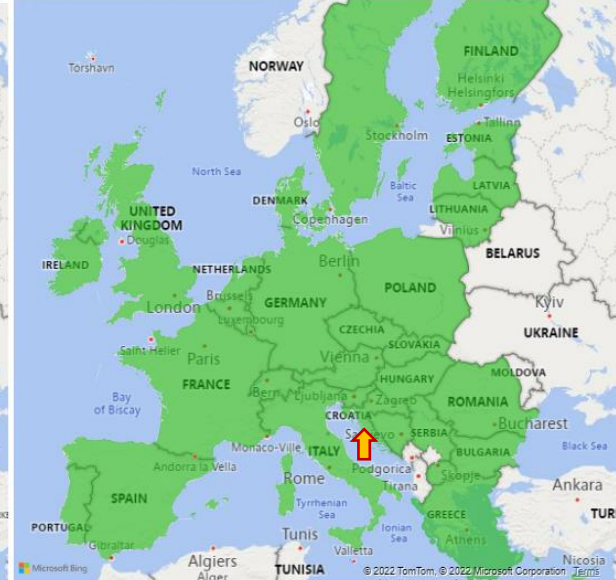 FINLAND
NORWAY
Torshavn
Helsinki
Helsingfors
Oslo
Tallinn
Stockholm
ESTONIA
North Sea
Baltic
Sea
LATVIA
DENMARK
LITHUANIA
UNITED
KINGDOM
Copenhagen
Vilnius
Douglas
BELARUS
IRELAND
NETHERLANDS
Berlin
POLAND
London
Brussels
GERMANY
Kyiv
Luxembourg
CZECHIA
UKRAINE
Saint Helier
Paris
Vienna
SLOVAKIA
MOLDOVA
Bay
of Biscay
FRANCE
Bern
HUNGARY
Ljubljana
Zagreb
ROMANIA
CROATIA
Bucharest
SERBIA
Monaco-Ville
ITALY
BULGARIA
Black Sea
Andorra la Vella
Rome
Podgorica
Skopje
Tirana
Ankara
SPAIN
Tyrrhenian
Sea
GREECE
TUR
PORTUGAL
Ionian
Sea
Athens
Gibraltar
Tunis
Valletta
Nicosia
Algiers
Alger
TUNISIA
Microsoft Bing
© 2022 TomTom, © 2022 Microsoft Corporation Terms